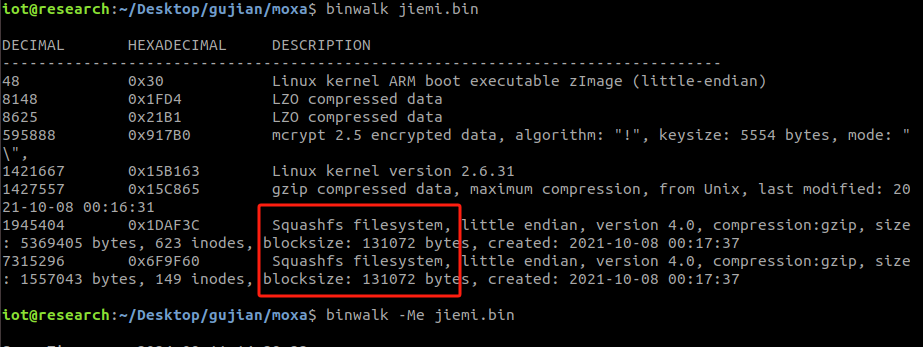 iot@research:~/Desktop/gujian/moxa$ binwalk jiemi.bin
DECIMAL       HEXADECIMAL     DESCRIPTION
--------------------------------------------------------------------------------
48            0x30            Linux kernel ARM boot executable zImage (little-endian)
8148          0x1FD4          LZO compressed data
8625          0x21B1          LZO compressed data
595888        0x917B0         mcrypt 2.5 encrypted data, algorithm: "!", keysize: 5554 bytes, mode: "
\",
1421667       0x15B163        Linux kernel version 2.6.31
1427557       0x15C865        gzip compressed data, maximum compression, from Unix, last modified: 20
21-10-08 00:16:31
1945404       0x1DAF3C        Squashfs filesystem, little endian, version 4.0, compression:gzip, size
: 5369405 bytes, 623 inodes, blocksize: 131072 bytes, created: 2021-10-08 00:17:37
7315296       0x6F9F60        Squashfs filesystem, little endian, version 4.0, compression:gzip, size
: 1557043 bytes, 149 inodes, blocksize: 131072 bytes, created: 2021-10-08 00:17:37
iot@research:~/Desktop/gujian/moxa$ binwalk -Me jiemi.bin